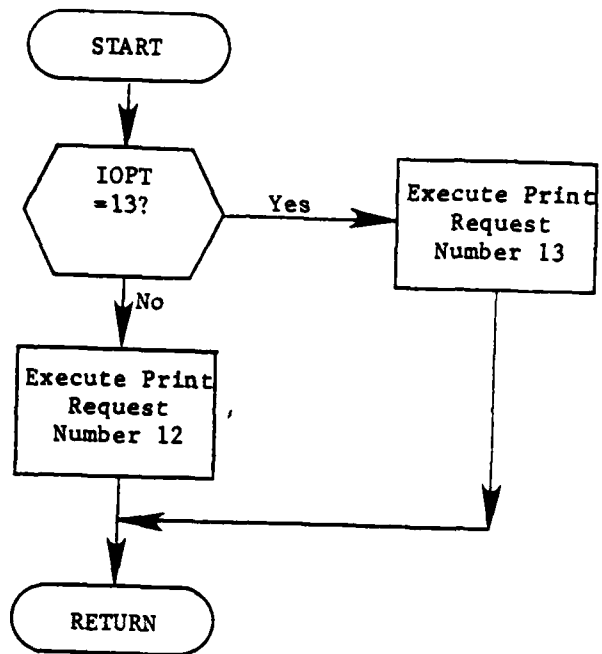 START
IOPT
=13?
Yes
Execute Print
Request
Number 13
No
Execute Print
Request
Number 12
RETURN